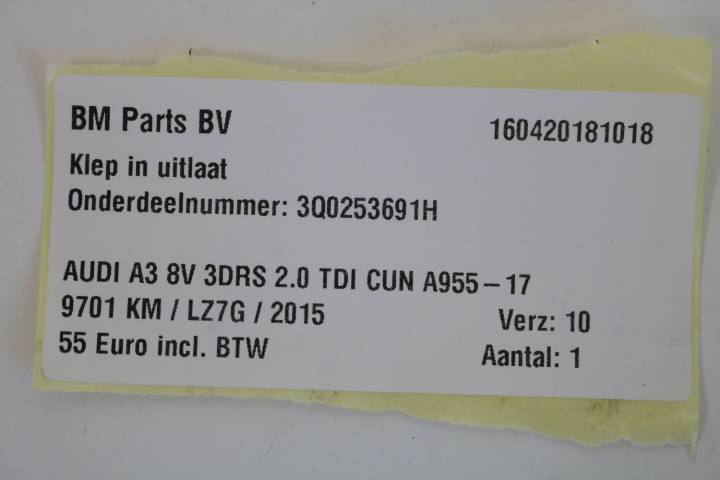 BM Parts BV 160420181018
Klep in uitlaat
Onderdeelnummer: 3Q0253691H
AUDI A3 8V 3DRS 2.0 TDI CUN A955-17
9701 KM / LZ7G / 2015 Verz: 10
55 Euro incl. BTW Aantal: 1